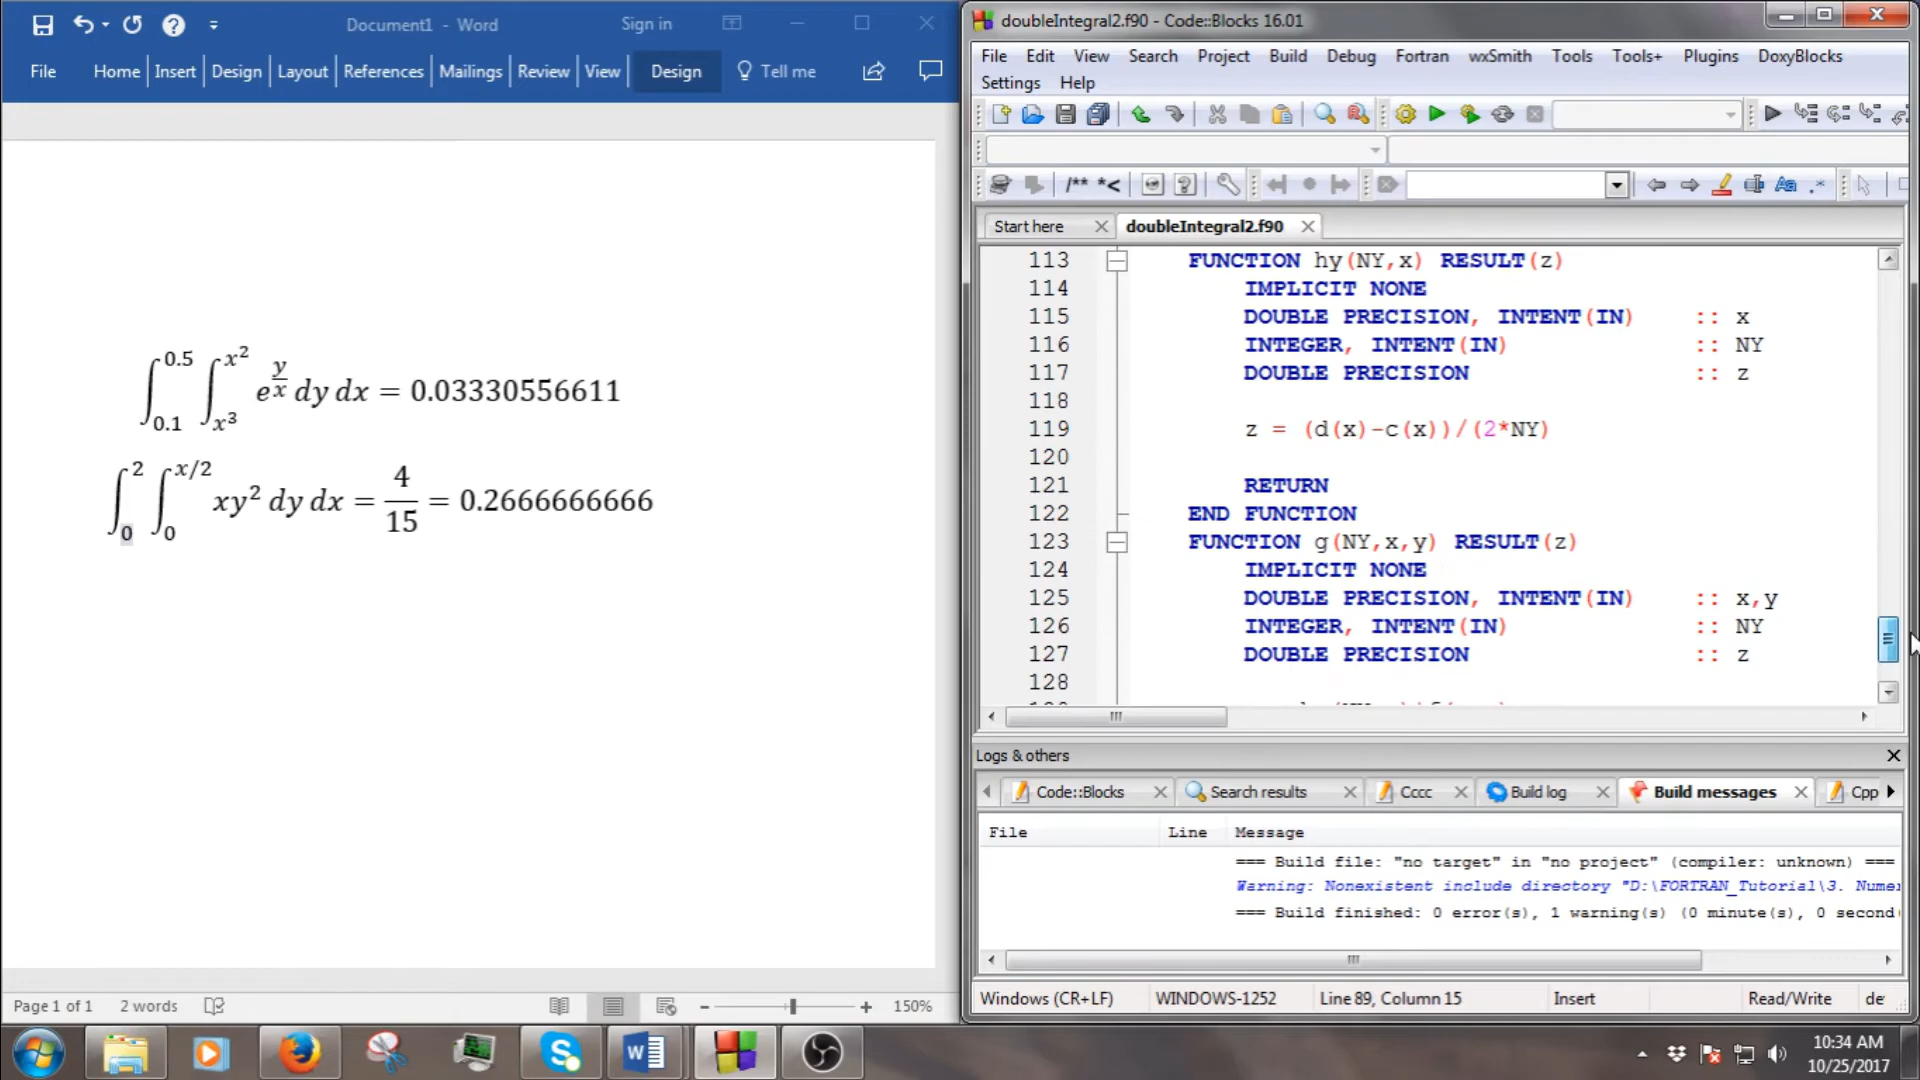 Document1 - Word
Sign in
File Home Insert Design Layout References Mailings Review View Design Tell me
∫_{0.1}^{0.5} ∫_{x³}^{x²} e^{y/x} dy dx = 0.03330556611
∫_{0}^{2} ∫_{0}^{x/2} xy² dy dx = 4/15 = 0.2666666666
Page 1 of 1 2 words
150%
doubleIntegral2.f90 - Code::Blocks 16.01
File Edit View Search Project Build Debug Fortran wxSmith Tools Tools+ Plugins DoxyBlocks
Settings Help
/** *<
Start here doubleIntegral2.f90
113 FUNCTION hy(NY,x) RESULT(z)
114 IMPLICIT NONE
115 DOUBLE PRECISION, INTENT(IN) :: x
116 INTEGER, INTENT(IN) :: NY
117 DOUBLE PRECISION :: z
118
119 z = (d(x)-c(x))/(2*NY)
120
121 RETURN
122 END FUNCTION
123 FUNCTION g(NY,x,y) RESULT(z)
124 IMPLICIT NONE
125 DOUBLE PRECISION, INTENT(IN) :: x,y
126 INTEGER, INTENT(IN) :: NY
127 DOUBLE PRECISION :: z
128
Logs & others
Code::Blocks Search results Cccc Build log Build messages Cpp
File Line Message
=== Build file: "no target" in "no project" (compiler: unknown) ===
Warning: Nonexistent include directory "D:\FORTRAN_Tutorial\3. Nume
=== Build finished: 0 error(s), 1 warning(s) (0 minute(s), 0 second(
Windows (CR+LF) WINDOWS-1252 Line 89, Column 15 Insert Read/Write de
10:34 AM
10/25/2017